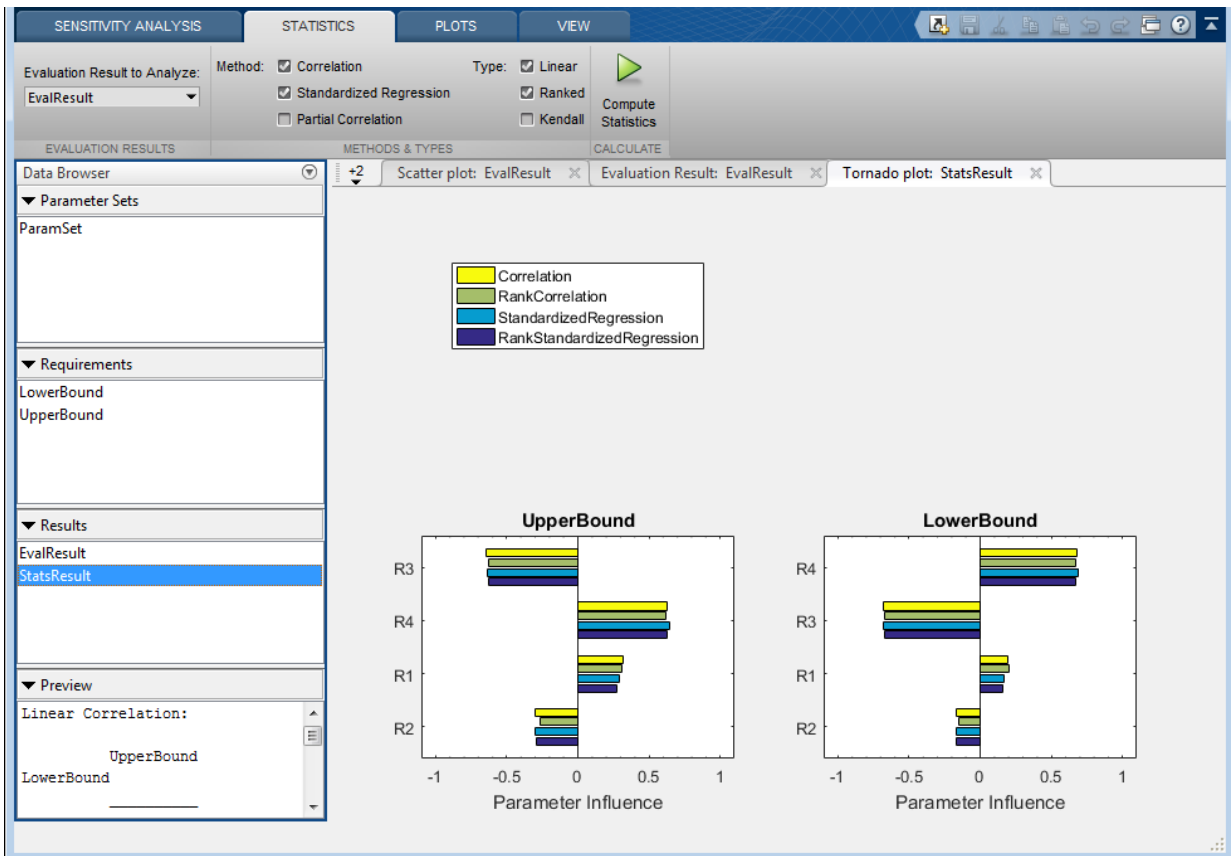 SENSITIVITY ANALYSIS STATISTICS PLOTS VIEW
Evaluation Result to Analyze:
EvalResult
EVALUATION RESULTS
Method: Correlation Type: Linear
Standardized Regression Ranked
Partial Correlation Kendall
METHODS & TYPES
Compute
Statistics
CALCULATE
Data Browser
Parameter Sets
ParamSet
Requirements
LowerBound
UpperBound
Results
EvalResult
StatsResult
Preview
Linear Correlation:
UpperBound
LowerBound
+2 Scatter plot: EvalResult Evaluation Result: EvalResult Tornado plot: StatsResult
Correlation
RankCorrelation
StandardizedRegression
RankStandardizedRegression
UpperBound
R3
R4
R1
R2
-1 -0.5 0 0.5 1
Parameter Influence
LowerBound
R4
R3
R1
R2
-1 -0.5 0 0.5 1
Parameter Influence